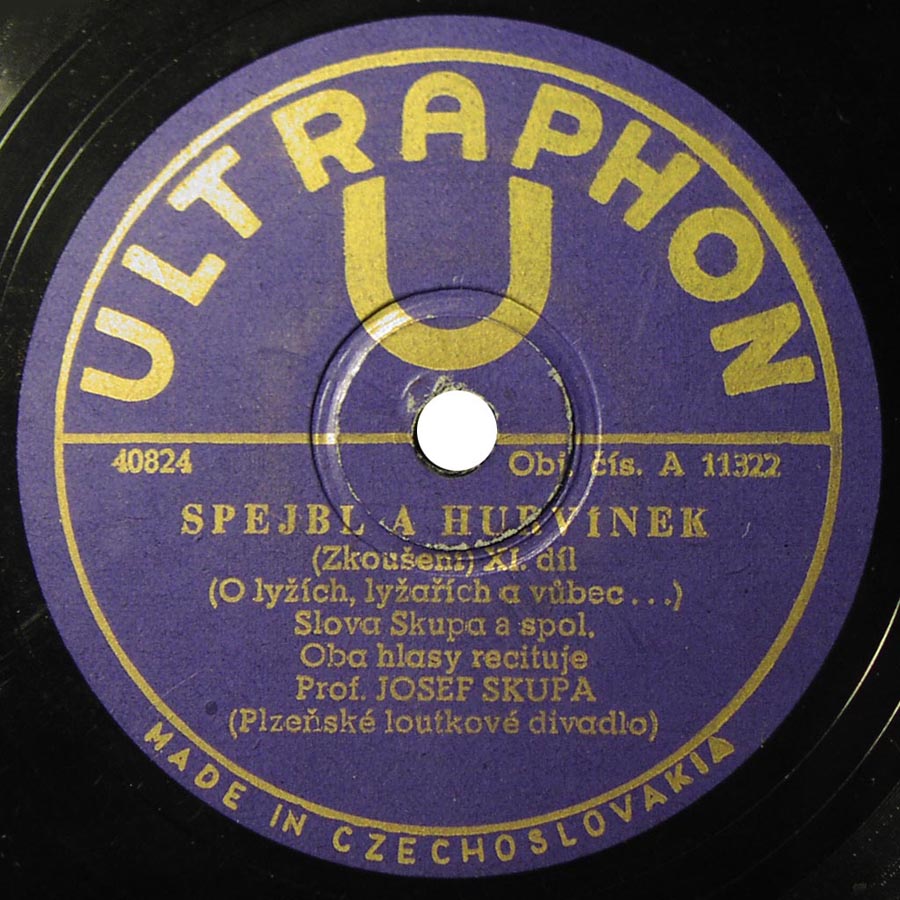 ULTRAPHON
U
40824
Obj. čís. A 11322
SPEJBL A HURVÍNEK
(Zkoušení) XI. díl
(O lyžích, lyžařích a vůbec...)
Slova Skupa a spol.
Oba hlasy recituje
Prof. JOSEF SKUPA
(Plzeňské loutkové divadlo)
MADE IN CZECHOSLOVAKIA